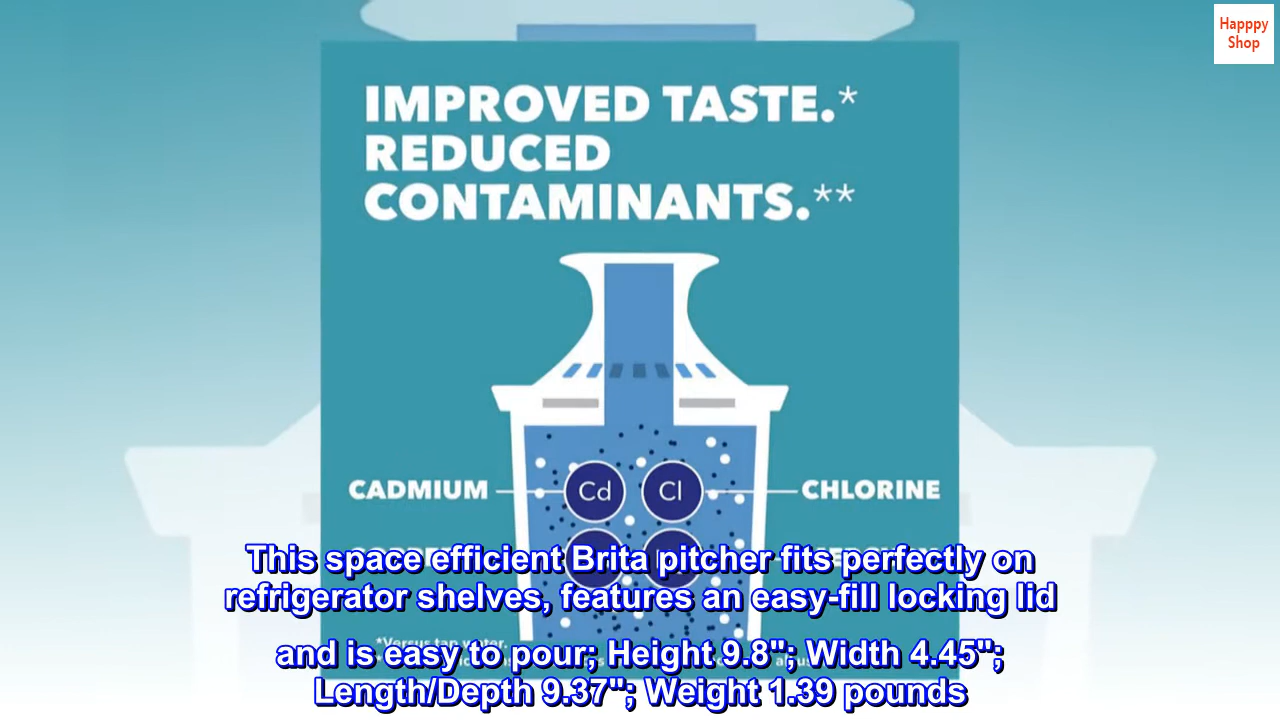 Happpy
Shop
IMPROVED TASTE.*
REDUCED
CONTAMINANTS.**
CADMIUM
Cd
Cl
CHLORINE
This space efficient Brita pitcher fits perfectly on
refrigerator shelves, features an easy-fill locking lid
*Versus tap water.
and is easy to pour; Height 9.8"; Width 4.45";
Length/Depth 9.37"; Weight 1.39 pounds